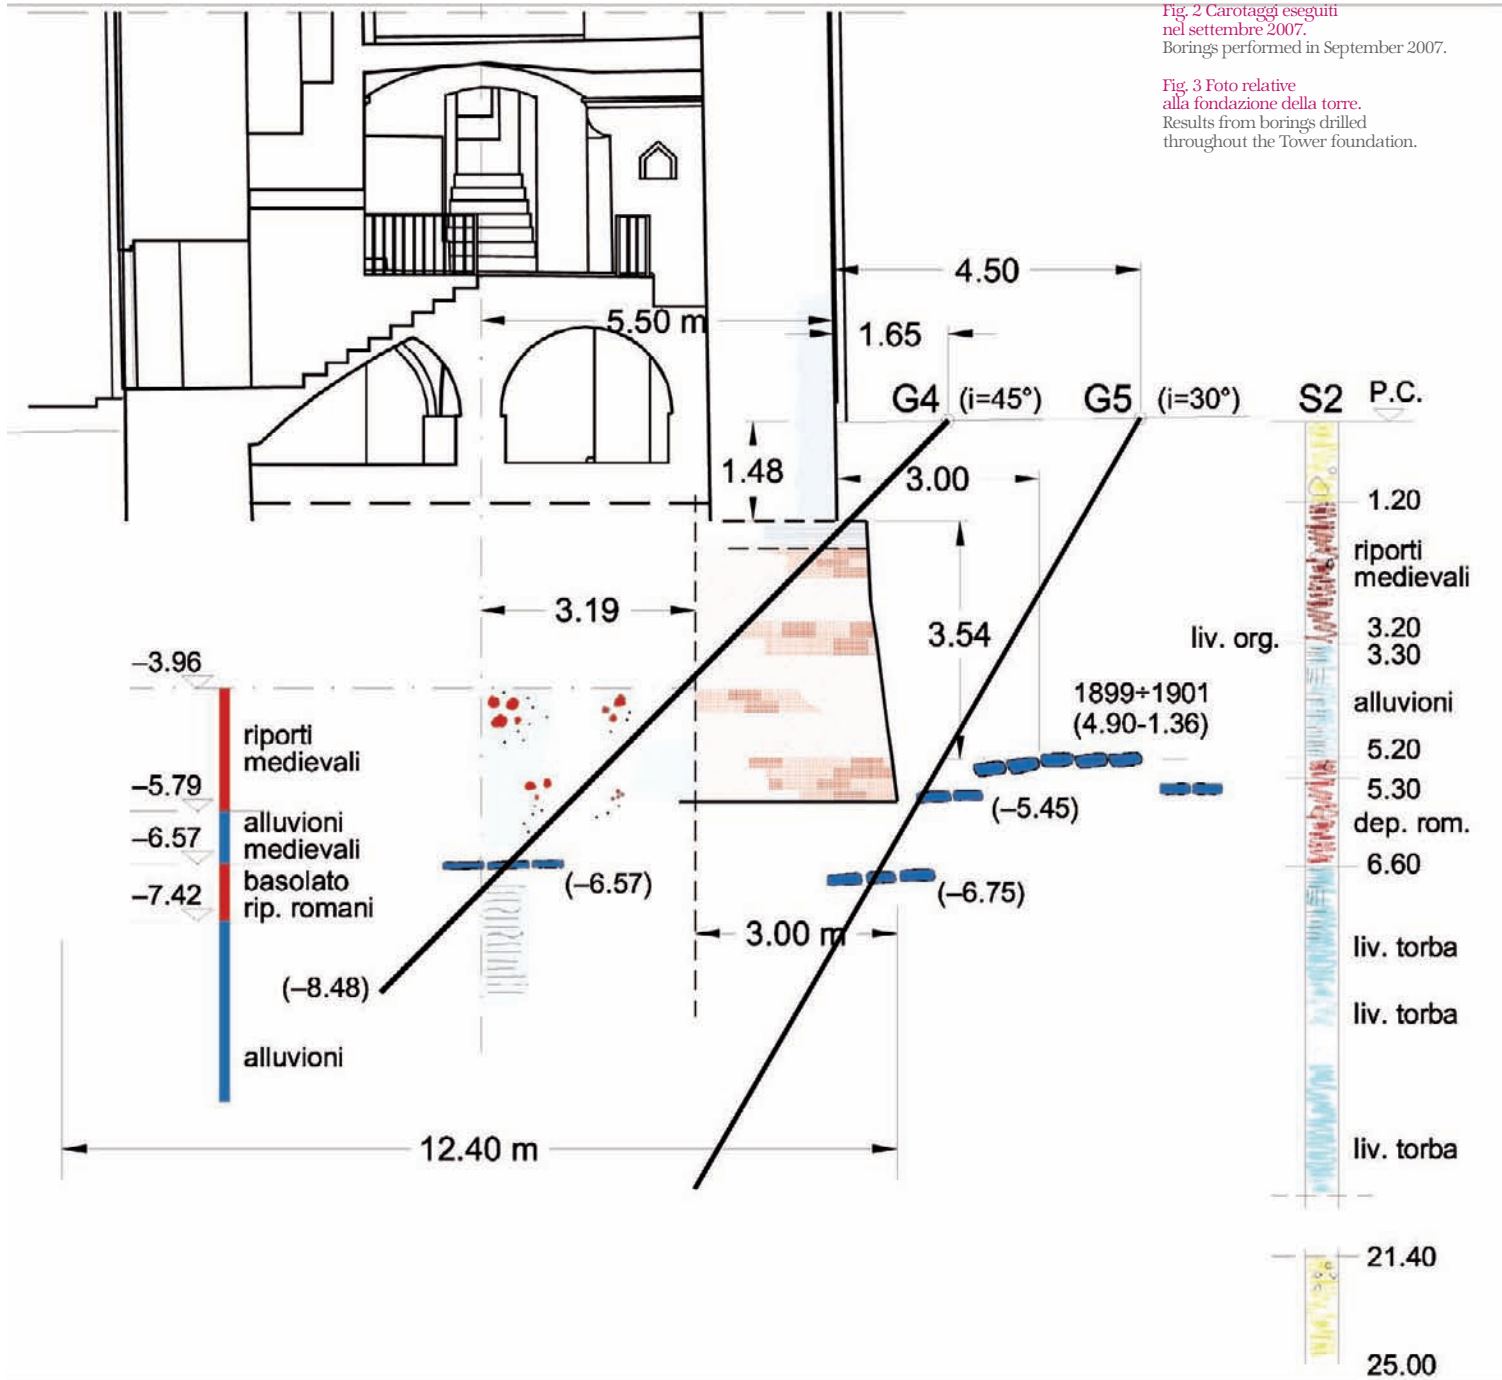 Fig. 2 Carotaggi eseguiti
nel settembre 2007.
Borings performed in September 2007.
Fig. 3 Foto relative
alla fondazione della torre.
Results from borings drilled
throughout the Tower foundation.
4.50
5.50 m
1.65
G4 (i=45°)
G5 (i=30°)
S2
P.C.
1.48
3.00
1.20
riporti
medievali
3.19
3.54
liv. org.
3.20
3.30
–3.96
1899÷1901
(4.90-1.36)
alluvioni
riporti
medievali
5.20
–5.79
5.30
(–5.45)
alluvioni
medievali
dep. rom.
–6.57
6.60
basolato
rip. romani
(–6.57)
(–6.75)
–7.42
3.00 m
liv. torba
(–8.48)
liv. torba
alluvioni
12.40 m
liv. torba
21.40
25.00